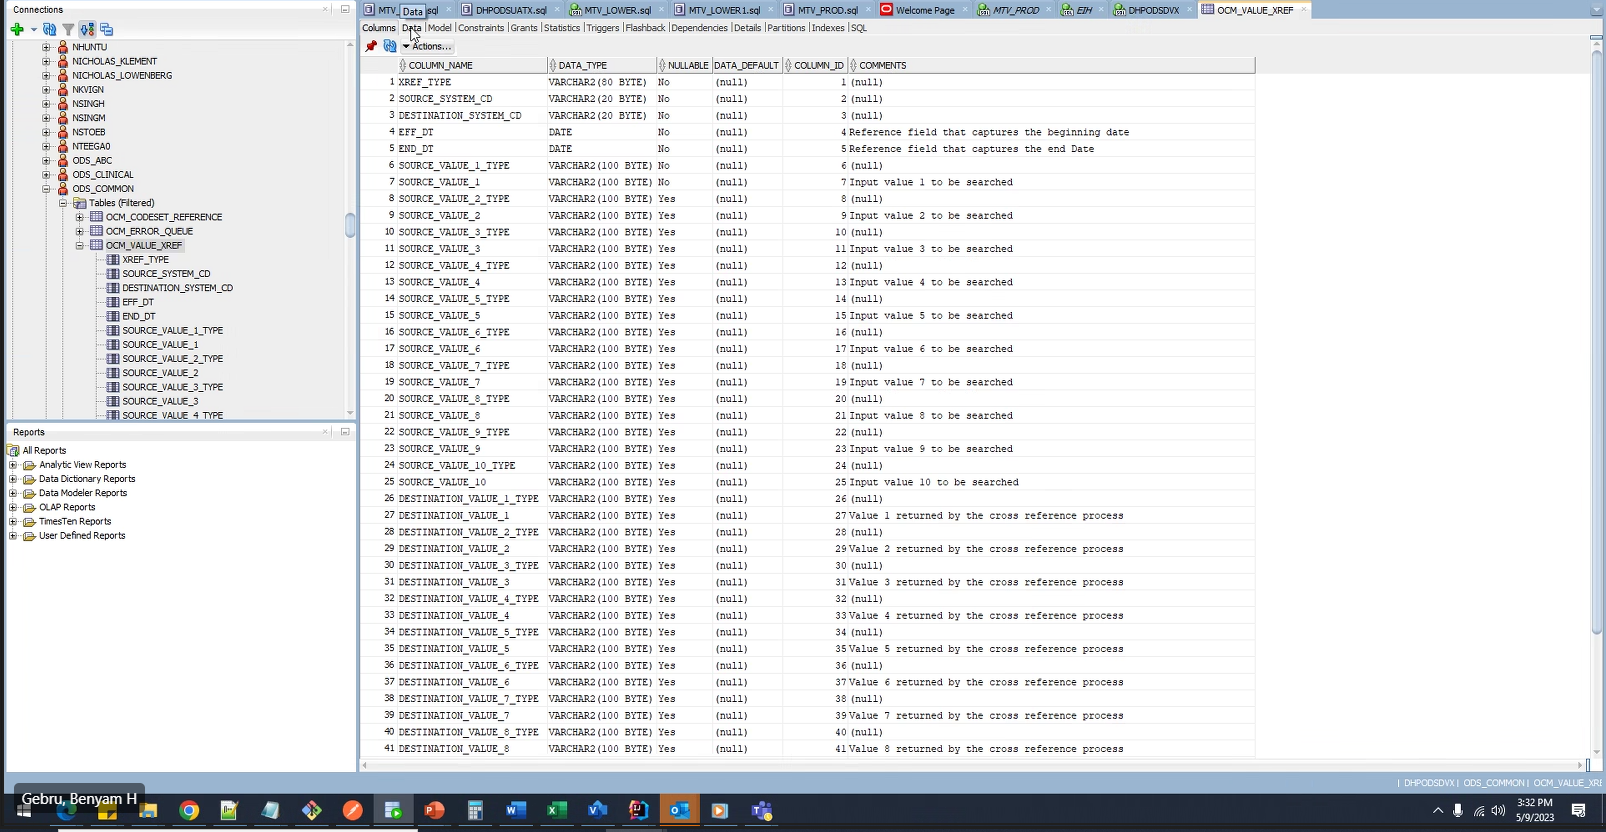 Connections
NHUNTU
NICHOLAS_KLEMENT
NICHOLAS_LOWENBERG
NKVIGN
NSINGH
NSINGM
NSTOEB
NTEEGA0
ODS_ABC
ODS_CLINICAL
ODS_COMMON
Tables (Filtered)
OCM_CODESET_REFERENCE
OCM_ERROR_QUEUE
OCM_VALUE_XREF
XREF_TYPE
SOURCE_SYSTEM_CD
DESTINATION_SYSTEM_CD
EFF_DT
END_DT
SOURCE_VALUE_1_TYPE
SOURCE_VALUE_1
SOURCE_VALUE_2_TYPE
SOURCE_VALUE_2
SOURCE_VALUE_3_TYPE
SOURCE_VALUE_3
SOURCE_VALUE_4_TYPE
Reports
All Reports
Analytic View Reports
Data Dictionary Reports
Data Modeler Reports
OLAP Reports
TimesTen Reports
User Defined Reports
MTV_ Data sql DHPODSUATX.sql MTV_LOWER.sql MTV_LOWER1.sql MTV_PROD.sql Welcome Page MTV_PROD EIH DHPODSDVX OCM_VALUE_XREF
Columns Data Model Constraints Grants Statistics Triggers Flashback Dependencies Details Partitions Indexes SQL
Actions...
COLUMN_NAME DATA_TYPE NULLABLE DATA_DEFAULT COLUMN_ID COMMENTS
1 XREF_TYPE VARCHAR2(80 BYTE) No (null) 1 (null)
2 SOURCE_SYSTEM_CD VARCHAR2(20 BYTE) No (null) 2 (null)
3 DESTINATION_SYSTEM_CD VARCHAR2(20 BYTE) No (null) 3 (null)
4 EFF_DT DATE No (null) 4 Reference field that captures the beginning date
5 END_DT DATE No (null) 5 Reference field that captures the end Date
6 SOURCE_VALUE_1_TYPE VARCHAR2(100 BYTE) No (null) 6 (null)
7 SOURCE_VALUE_1 VARCHAR2(100 BYTE) No (null) 7 Input value 1 to be searched
8 SOURCE_VALUE_2_TYPE VARCHAR2(100 BYTE) Yes (null) 8 (null)
9 SOURCE_VALUE_2 VARCHAR2(100 BYTE) Yes (null) 9 Input value 2 to be searched
10 SOURCE_VALUE_3_TYPE VARCHAR2(100 BYTE) Yes (null) 10 (null)
11 SOURCE_VALUE_3 VARCHAR2(100 BYTE) Yes (null) 11 Input value 3 to be searched
12 SOURCE_VALUE_4_TYPE VARCHAR2(100 BYTE) Yes (null) 12 (null)
13 SOURCE_VALUE_4 VARCHAR2(100 BYTE) Yes (null) 13 Input value 4 to be searched
14 SOURCE_VALUE_5_TYPE VARCHAR2(100 BYTE) Yes (null) 14 (null)
15 SOURCE_VALUE_5 VARCHAR2(100 BYTE) Yes (null) 15 Input value 5 to be searched
16 SOURCE_VALUE_6_TYPE VARCHAR2(100 BYTE) Yes (null) 16 (null)
17 SOURCE_VALUE_6 VARCHAR2(100 BYTE) Yes (null) 17 Input value 6 to be searched
18 SOURCE_VALUE_7_TYPE VARCHAR2(100 BYTE) Yes (null) 18 (null)
19 SOURCE_VALUE_7 VARCHAR2(100 BYTE) Yes (null) 19 Input value 7 to be searched
20 SOURCE_VALUE_8_TYPE VARCHAR2(100 BYTE) Yes (null) 20 (null)
21 SOURCE_VALUE_8 VARCHAR2(100 BYTE) Yes (null) 21 Input value 8 to be searched
22 SOURCE_VALUE_9_TYPE VARCHAR2(100 BYTE) Yes (null) 22 (null)
23 SOURCE_VALUE_9 VARCHAR2(100 BYTE) Yes (null) 23 Input value 9 to be searched
24 SOURCE_VALUE_10_TYPE VARCHAR2(100 BYTE) Yes (null) 24 (null)
25 SOURCE_VALUE_10 VARCHAR2(100 BYTE) Yes (null) 25 Input value 10 to be searched
26 DESTINATION_VALUE_1_TYPE VARCHAR2(100 BYTE) Yes (null) 26 (null)
27 DESTINATION_VALUE_1 VARCHAR2(100 BYTE) Yes (null) 27 Value 1 returned by the cross reference process
28 DESTINATION_VALUE_2_TYPE VARCHAR2(100 BYTE) Yes (null) 28 (null)
29 DESTINATION_VALUE_2 VARCHAR2(100 BYTE) Yes (null) 29 Value 2 returned by the cross reference process
30 DESTINATION_VALUE_3_TYPE VARCHAR2(100 BYTE) Yes (null) 30 (null)
31 DESTINATION_VALUE_3 VARCHAR2(100 BYTE) Yes (null) 31 Value 3 returned by the cross reference process
32 DESTINATION_VALUE_4_TYPE VARCHAR2(100 BYTE) Yes (null) 32 (null)
33 DESTINATION_VALUE_4 VARCHAR2(100 BYTE) Yes (null) 33 Value 4 returned by the cross reference process
34 DESTINATION_VALUE_5_TYPE VARCHAR2(100 BYTE) Yes (null) 34 (null)
35 DESTINATION_VALUE_5 VARCHAR2(100 BYTE) Yes (null) 35 Value 5 returned by the cross reference process
36 DESTINATION_VALUE_6_TYPE VARCHAR2(100 BYTE) Yes (null) 36 (null)
37 DESTINATION_VALUE_6 VARCHAR2(100 BYTE) Yes (null) 37 Value 6 returned by the cross reference process
38 DESTINATION_VALUE_7_TYPE VARCHAR2(100 BYTE) Yes (null) 38 (null)
39 DESTINATION_VALUE_7 VARCHAR2(100 BYTE) Yes (null) 39 Value 7 returned by the cross reference process
40 DESTINATION_VALUE_8_TYPE VARCHAR2(100 BYTE) Yes (null) 40 (null)
41 DESTINATION_VALUE_8 VARCHAR2(100 BYTE) Yes (null) 41 Value 8 returned by the cross reference process
| DHPODSDVX | ODS_COMMON | OCM_VALUE_XRE
Gebru, Benyam H
3:32 PM
5/9/2023